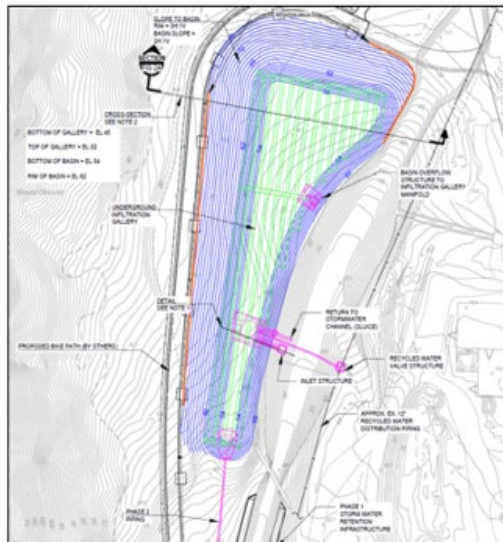 SLOPE TO BASIN
RIM = 3H:1V
BASIN SLOPE =
SECTION
CROSS-SECTION
SEE NOTE 2
BOTTOM OF GALLERY = EL 45
TOP OF GALLERY = EL 52
BOTTOM OF BASIN = EL 54
RIM OF BASIN = EL 62
UNDERGROUND
INFILTRATION
GALLERY
BASIN OVERFLOW
STRUCTURE TO
INFILTRATION GALLERY
MANIFOLD
DETAIL
SEE NOTE 1
RETURN TO
STORMWATER
CHANNEL (SLUICE)
PROPOSED BIKE PATH (BY OTHERS)
INLET STRUCTURE
RECYCLED WATER
VALVE STRUCTURE
APPROX. EX. 12"
RECYCLED WATER
DISTRIBUTION PIPING
PHASE 2
PIPING
PHASE 1
STORM WATER
RETENTION
INFRASTRUCTURE